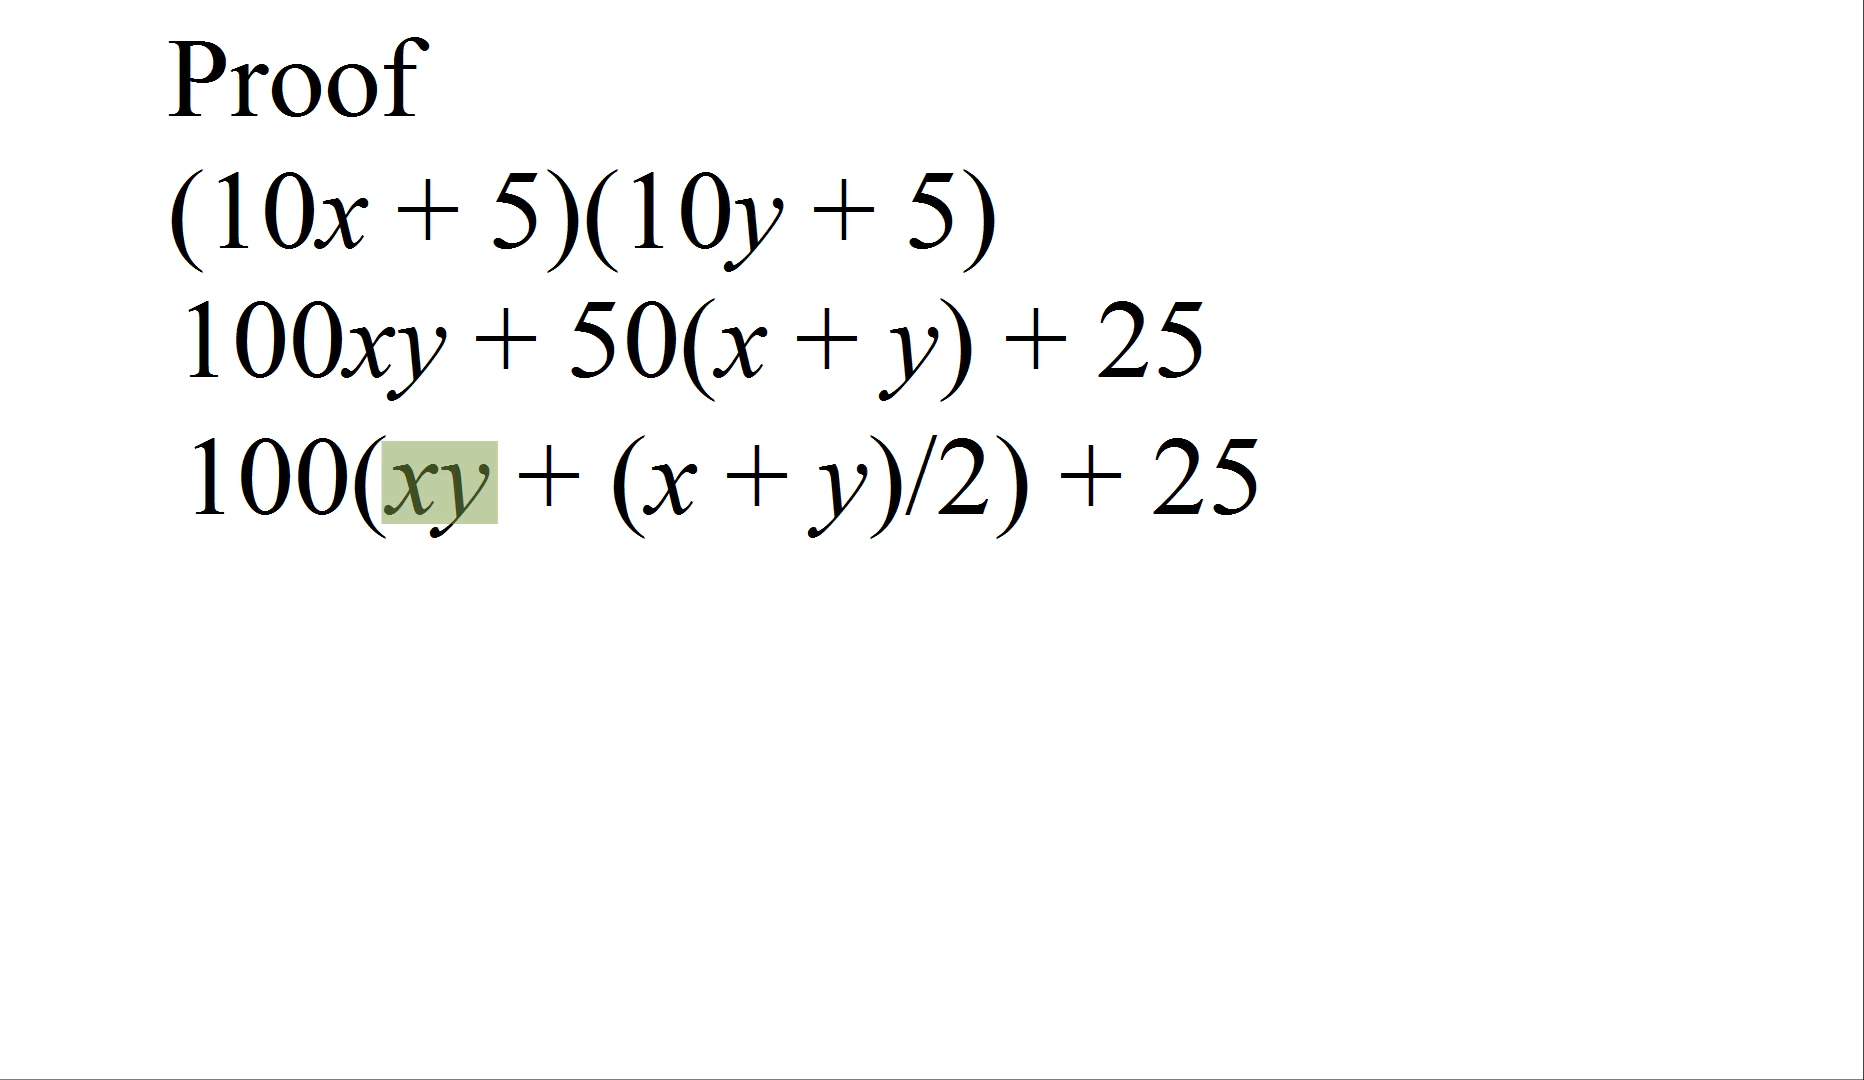 Proof
(10x + 5)(10y + 5)
100xy + 50(x + y) + 25
100(xy + (x + y)/2) + 25